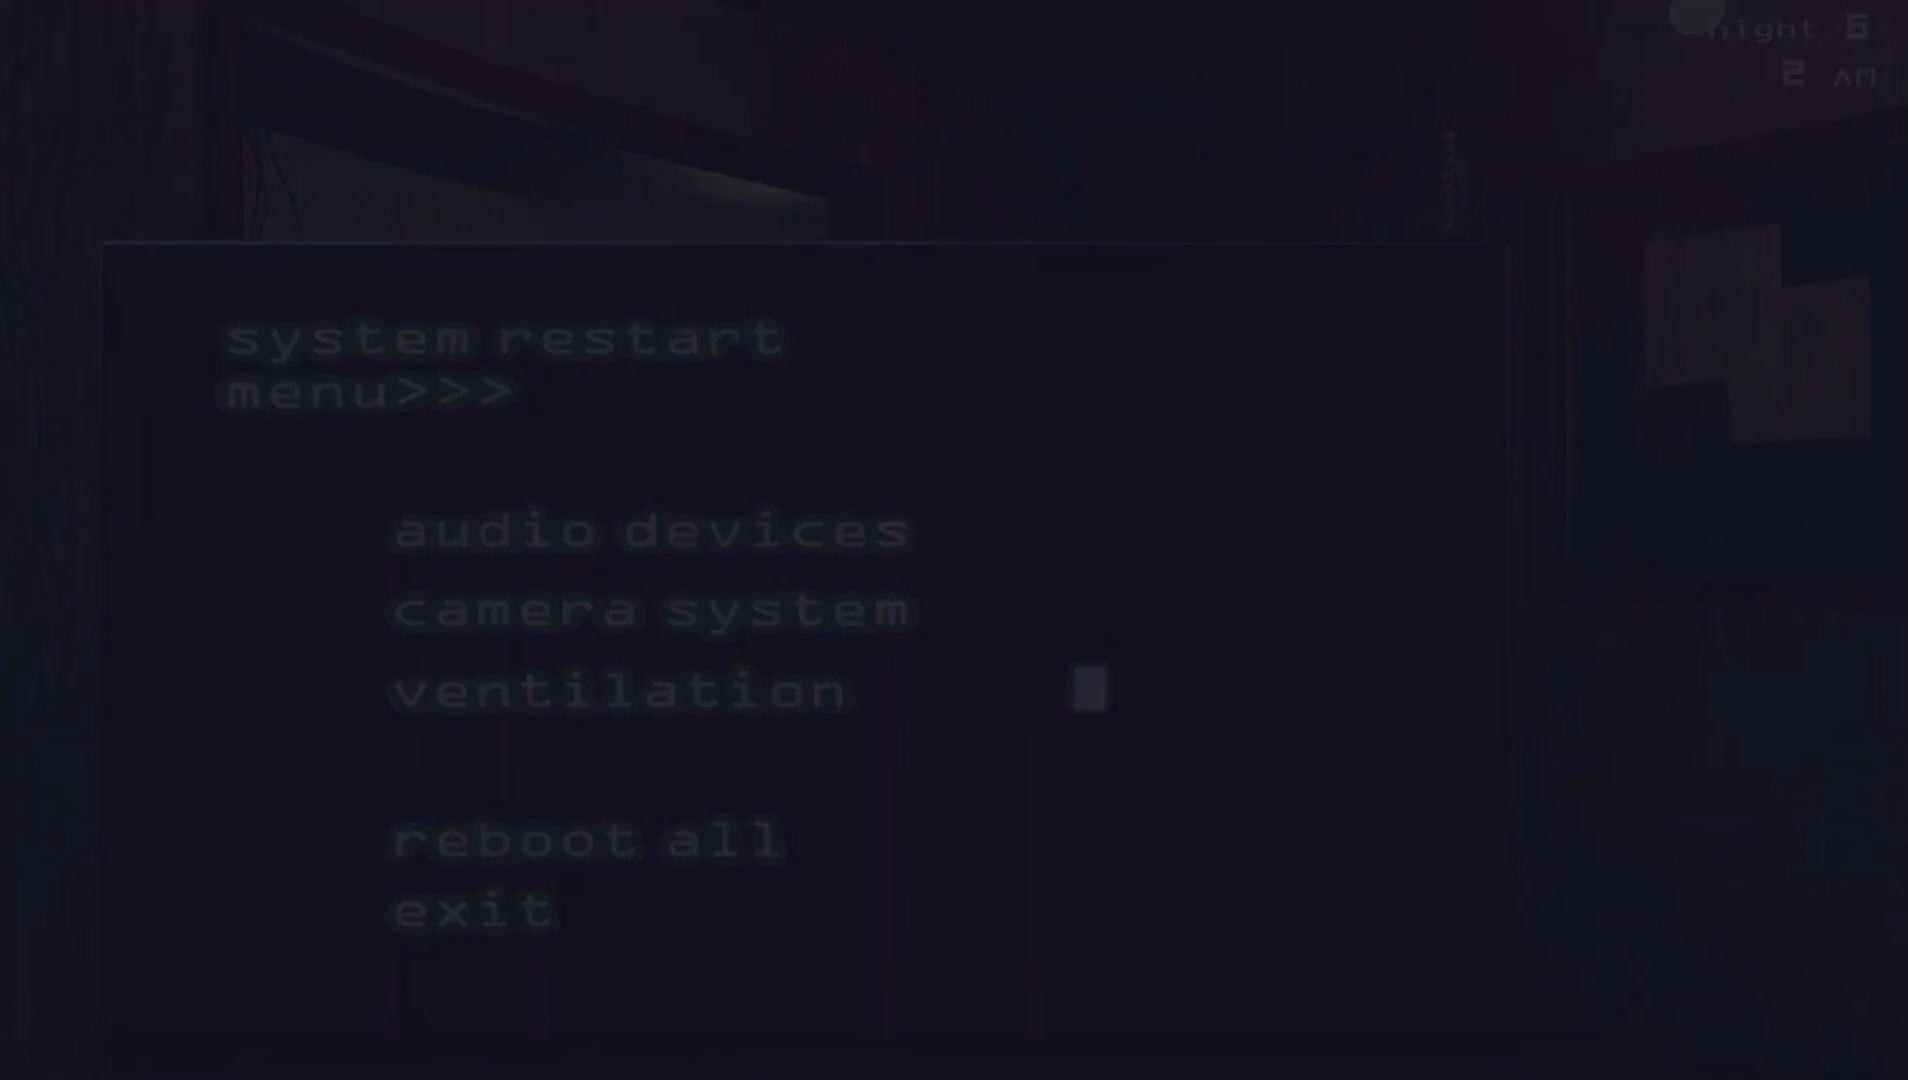 night 6
2 AM
system restart
menu>>>
audio devices
camera system
ventilation
reboot all
exit